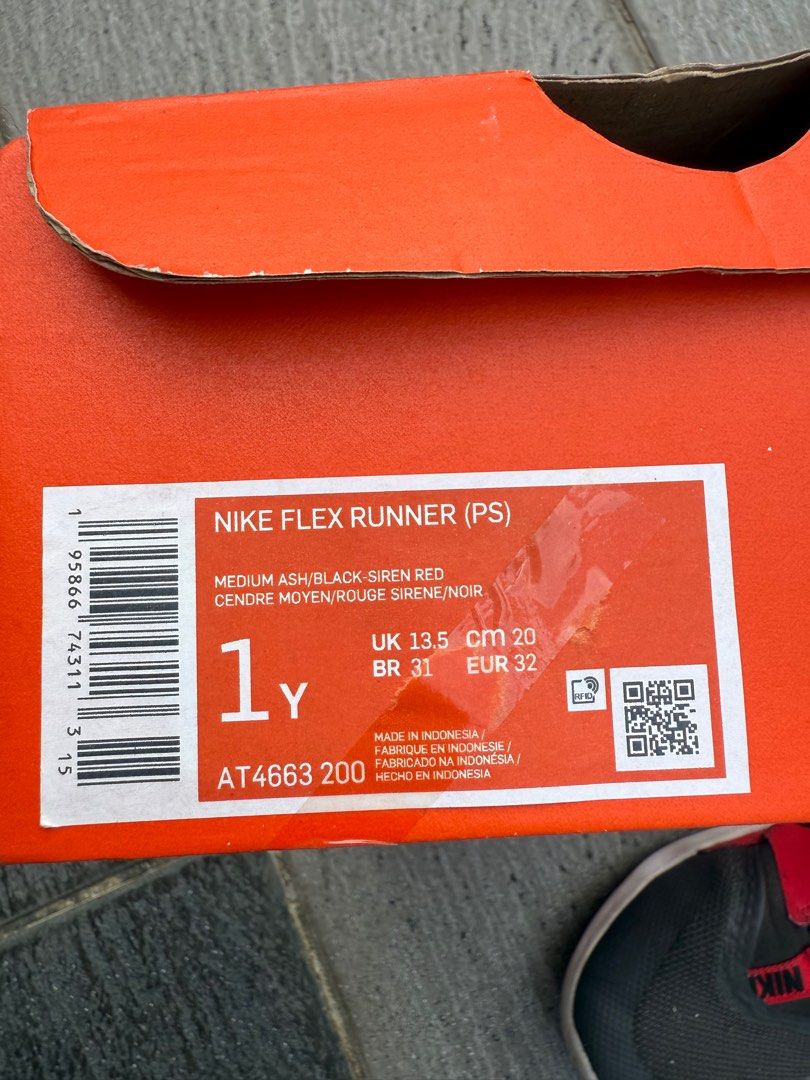 NIKE FLEX RUNNER (PS)
MEDIUM ASH/BLACK-SIREN RED
CENDRE MOYEN/ROUGE SIRENE/NOIR
1Y
UK 13.5 cm 20
BR 31 EUR 32
AT4663 200
MADE IN INDONESIA /
FABRIQUE EN INDONESIE /
FABRICADO NA INDONÉSIA /
HECHO EN INDONESIA
RFID
1 95866 74311 3 15
NIKE